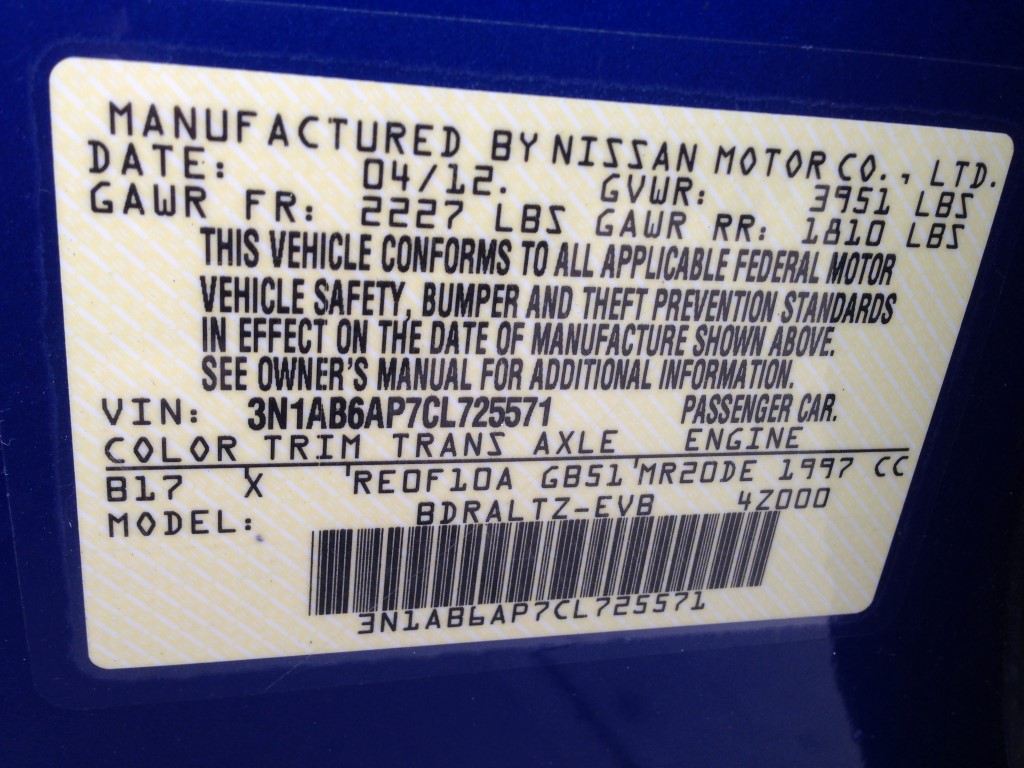 MANUFACTURED BY NISSAN MOTOR CO., LTD.
DATE: 04/12. GVWR: 3951 LBS
GAWR FR: 2227 LBS GAWR RR: 1810 LBS
THIS VEHICLE CONFORMS TO ALL APPLICABLE FEDERAL MOTOR
VEHICLE SAFETY, BUMPER AND THEFT PREVENTION STANDARDS
IN EFFECT ON THE DATE OF MANUFACTURE SHOWN ABOVE.
SEE OWNER'S MANUAL FOR ADDITIONAL INFORMATION.
VIN: 3N1AB6AP7CL725571 PASSENGER CAR.
COLOR TRIM TRANS AXLE ENGINE
B17 X RE0F10A GB51 MR20DE 1997 CC
MODEL: BDRALTZ-EVB 4Z000
3N1AB6AP7CL725571